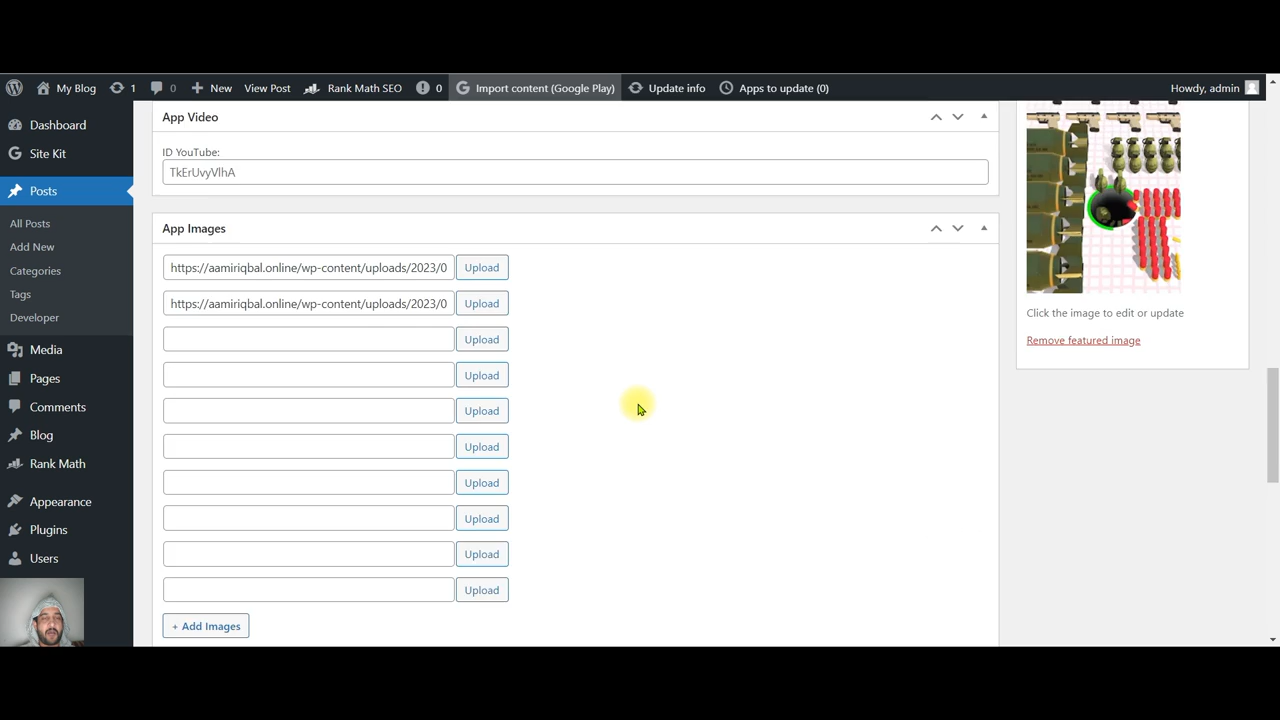 My Blog 1 0 New View Post Rank Math SEO 0 Import content (Google Play) Update info Apps to update (0) Howdy, admin
Dashboard
Site Kit
Posts
All Posts
Add New
Categories
Tags
Developer
Media
Pages
Comments
Blog
Rank Math
Appearance
Plugins
Users
App Video
ID YouTube:
TkErUvyVlhA
App Images
https://aamiriqbal.online/wp-content/uploads/2023/0 Upload
https://aamiriqbal.online/wp-content/uploads/2023/0 Upload
Upload
Upload
Upload
Upload
Upload
Upload
Upload
Upload
+ Add Images
Click the image to edit or update
Remove featured image